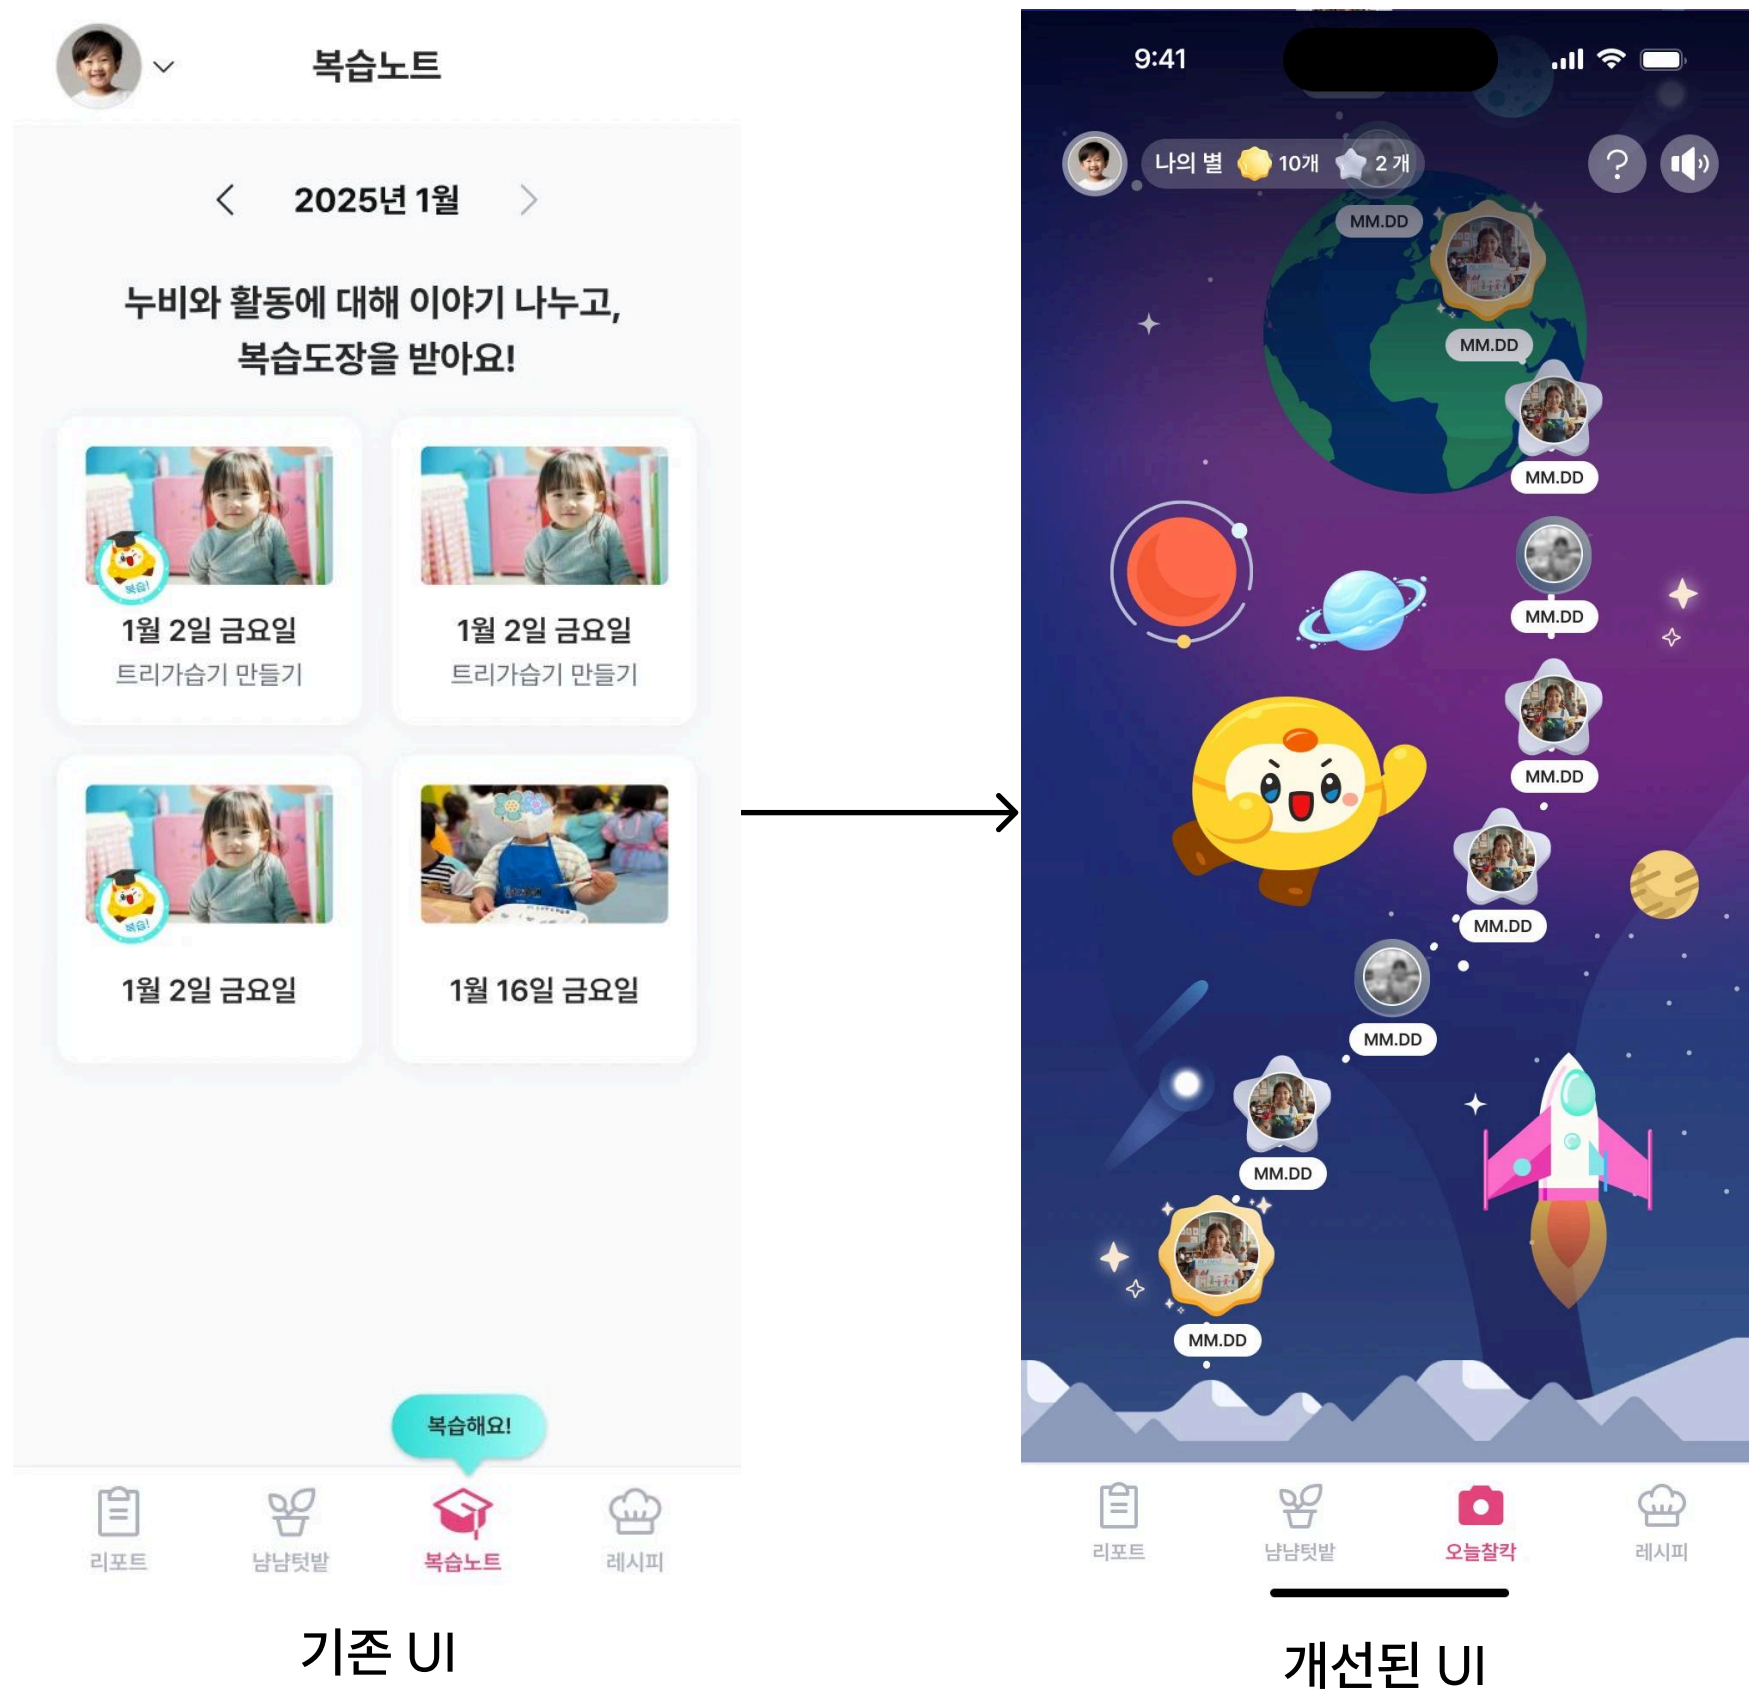 복습노트
2025년 1월
누비와 활동에 대해 이야기 나누고,
복습도장을 받아요!
복습!
1월 2일 금요일
트리가습기 만들기
1월 2일 금요일
트리가습기 만들기
복습!
1월 2일 금요일
1월 16일 금요일
복습해요!
리포트
냠냠텃밭
복습노트
레시피
기존 UI
9:41
나의 별 10개 2 개
?
MM.DD
MM.DD
MM.DD
MM.DD
MM.DD
MM.DD
MM.DD
MM.DD
MM.DD
리포트
냠냠텃밭
오늘찰칵
레시피
개선된 UI